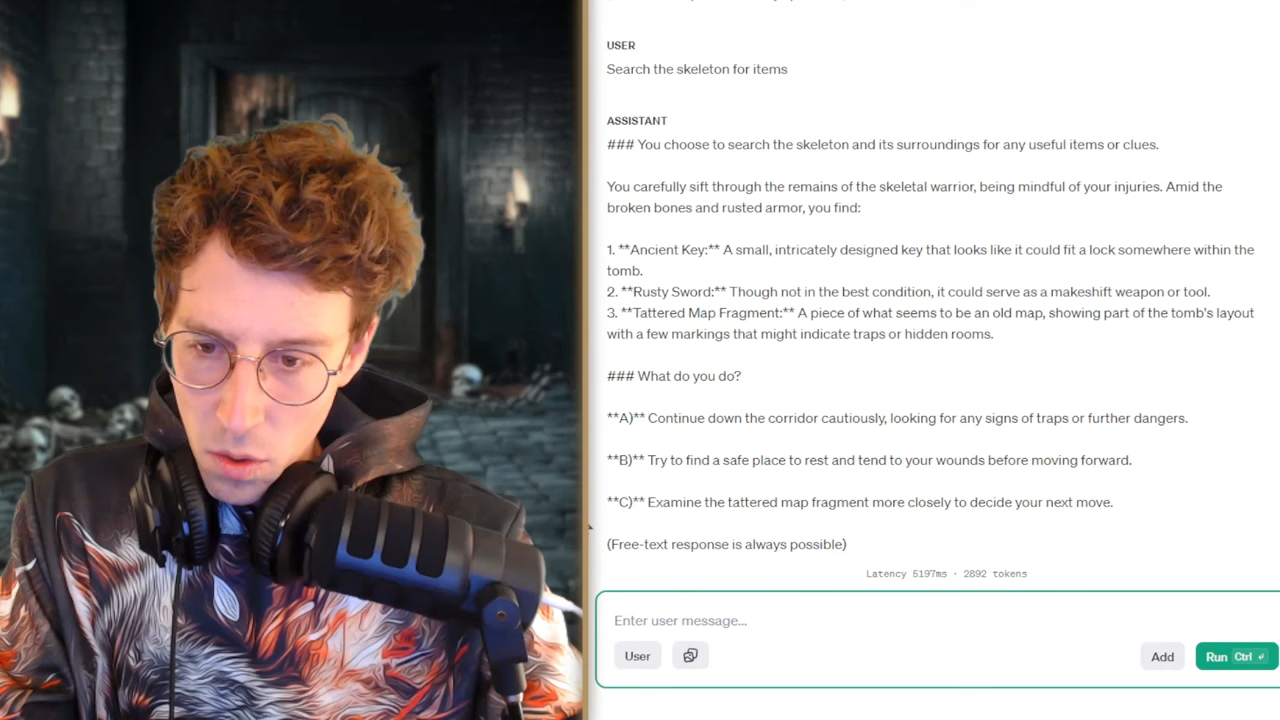 USER
Search the skeleton for items
ASSISTANT
### You choose to search the skeleton and its surroundings for any useful items or clues.
You carefully sift through the remains of the skeletal warrior, being mindful of your injuries. Amid the
broken bones and rusted armor, you find:
1. **Ancient Key:** A small, intricately designed key that looks like it could fit a lock somewhere within the
tomb.
2. **Rusty Sword:** Though not in the best condition, it could serve as a makeshift weapon or tool.
3. **Tattered Map Fragment:** A piece of what seems to be an old map, showing part of the tomb's layout
with a few markings that might indicate traps or hidden rooms.
### What do you do?
**A)** Continue down the corridor cautiously, looking for any signs of traps or further dangers.
**B)** Try to find a safe place to rest and tend to your wounds before moving forward.
**C)** Examine the tattered map fragment more closely to decide your next move.
(Free-text response is always possible)
Latency 5197ms · 2892 tokens
Enter user message...
User
Add
Run Ctrl ↵